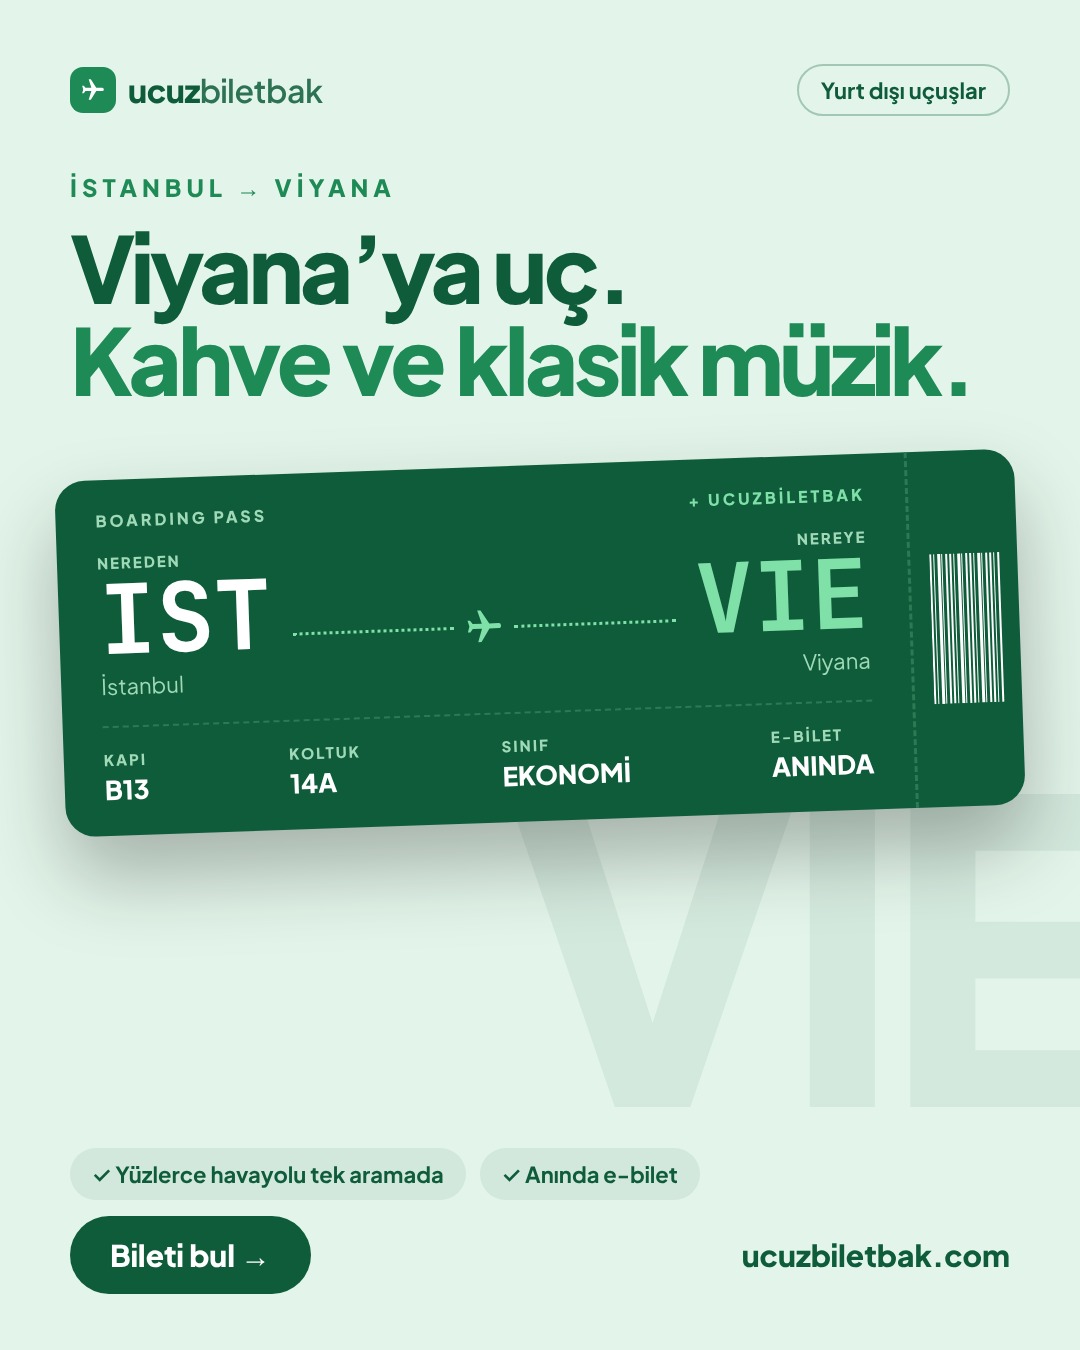 ucuzbiletbak
Yurt dışı uçuşlar
İSTANBUL → VİYANA
Viyana’ya uç.
Kahve ve klasik müzik.
BOARDING PASS
+ UCUZBİLETBAK
NEREDEN
NEREYE
IST
VIE
İstanbul
Viyana
KAPI
KOLTUK
SINIF
E-BİLET
B13
14A
EKONOMİ
ANINDA
VIE
✓ Yüzlerce havayolu tek aramada
✓ Anında e-bilet
Bileti bul →
ucuzbiletbak.com